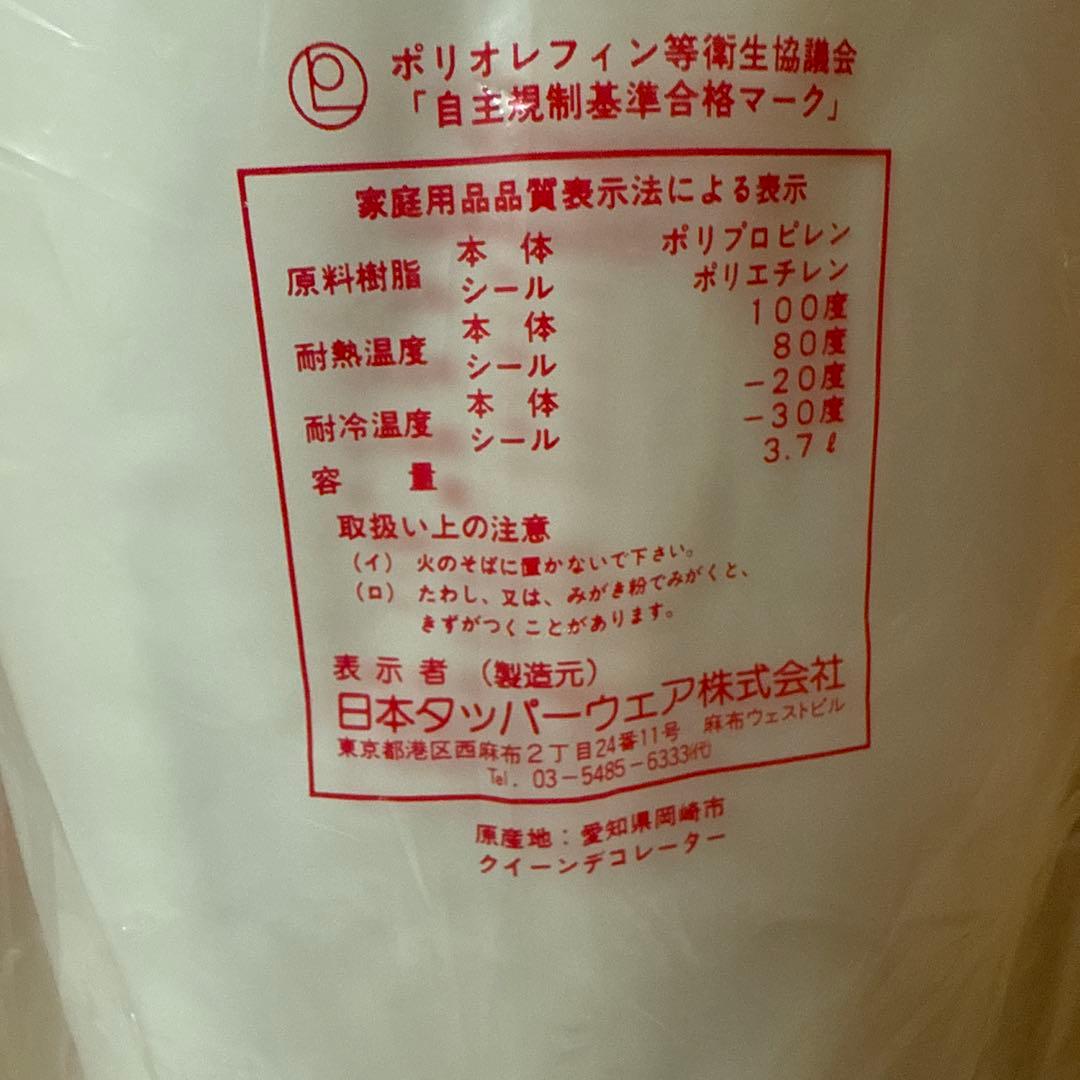 ポリオレフィン等衛生協議会
「自主規制基準合格マーク」
家庭用品品質表示法による表示
原料樹脂 本体 ポリプロピレン
シール ポリエチレン
耐熱温度 本体 100度
シール 80度
耐冷温度 本体 -20度
シール -30度
容量 3.7ℓ
取扱い上の注意
(イ) 火のそばに置かないで下さい。
(ロ) たわし、又は、みがき粉でみがくと、
きずがつくことがあります。
表示者 (製造元)
日本タッパーウエア株式会社
東京都港区西麻布2丁目24番11号 麻布ウェストビル
Tel. 03-5485-6333(代)
原産地:愛知県岡崎市
クイーンデコレーター